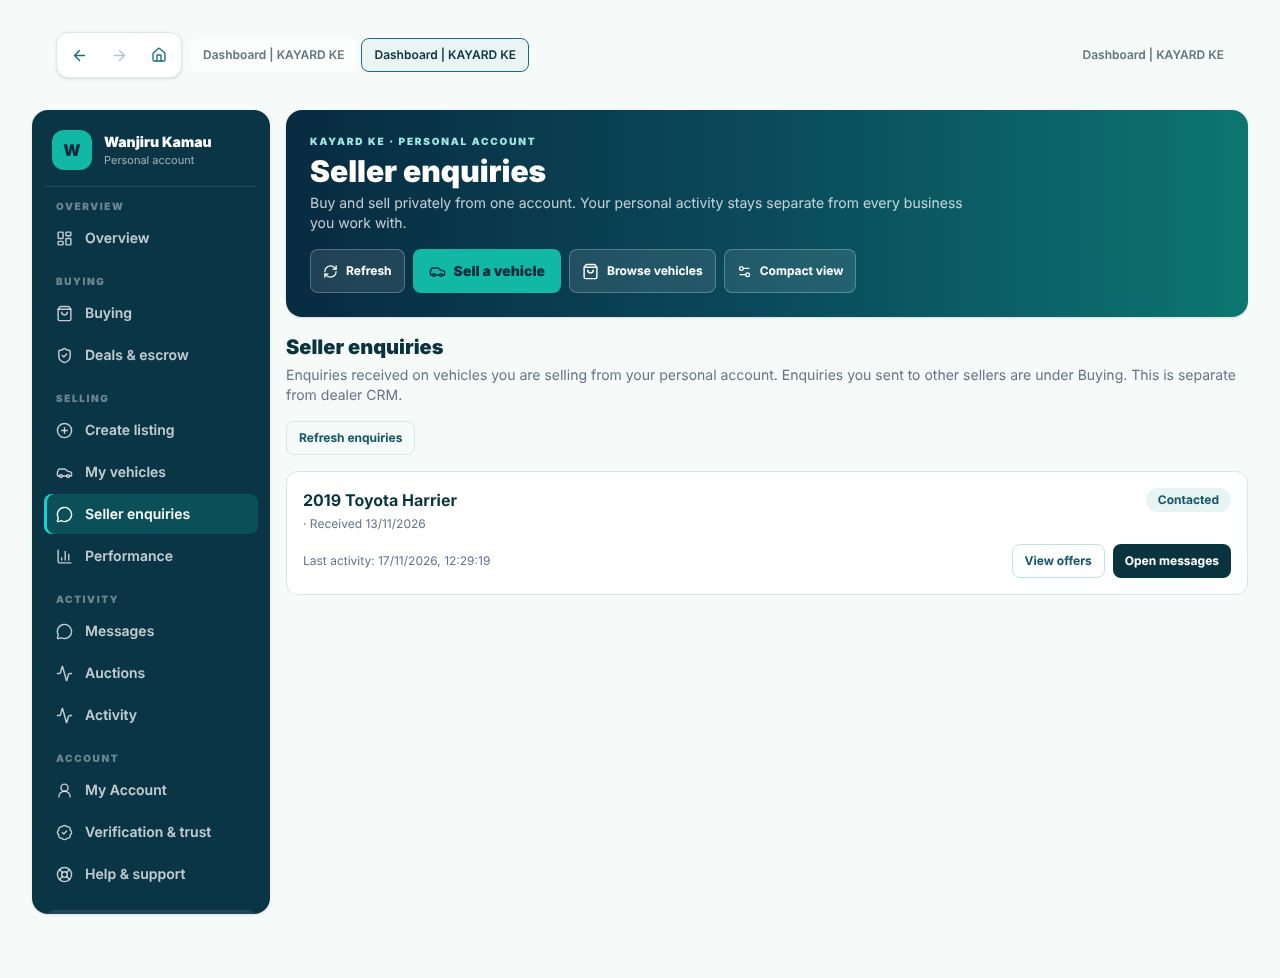 Dashboard | KAYARD KE
Dashboard | KAYARD KE
Dashboard | KAYARD KE
W
Wanjiru Kamau
Personal account
OVERVIEW
Overview
BUYING
Buying
Deals & escrow
SELLING
Create listing
My vehicles
Seller enquiries
Performance
ACTIVITY
Messages
Auctions
Activity
ACCOUNT
My Account
Verification & trust
Help & support
KAYARD KE · PERSONAL ACCOUNT
Seller enquiries
Buy and sell privately from one account. Your personal activity stays separate from every business
you work with.
Refresh
Sell a vehicle
Browse vehicles
Compact view
Seller enquiries
Enquiries received on vehicles you are selling from your personal account. Enquiries you sent to other sellers are under Buying. This is separate
from dealer CRM.
Refresh enquiries
2019 Toyota Harrier
Contacted
· Received 13/11/2026
Last activity: 17/11/2026, 12:29:19
View offers
Open messages